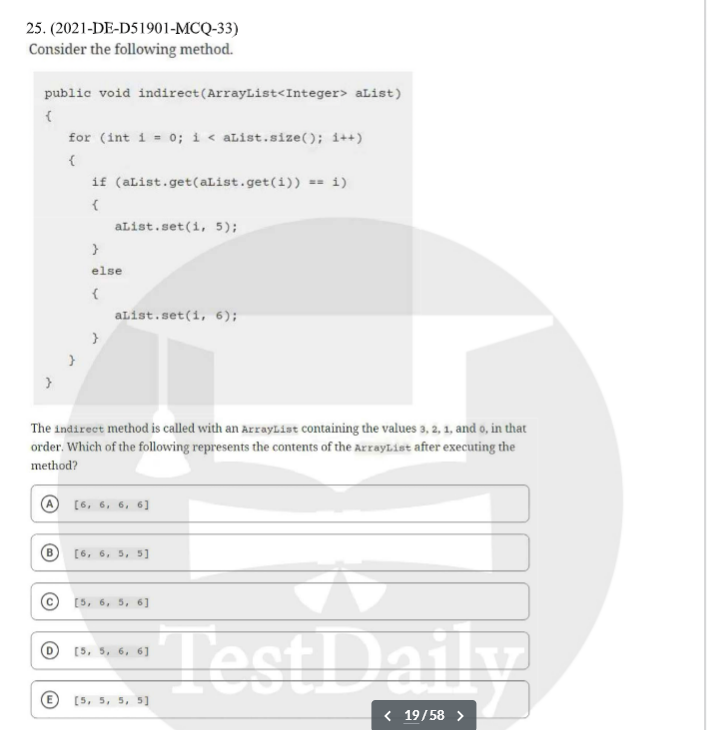 25. (2021-DE-D51901-MCQ-33)
Consider the following method.
public void indirect(ArrayList<Integer> aList)
{
for (int i = 0; i < aList.size(); i++)
{
if (aList.get(aList.get(i)) == i)
{
aList.set(i, 5);
}
else
{
aList.set(i, 6);
}
}
}
The indirect method is called with an ArrayList containing the values 3, 2, 1, and 0, in that
order. Which of the following represents the contents of the ArrayList after executing the
method?
A [6, 6, 6, 6]
B [6, 6, 5, 5]
C [5, 6, 5, 6]
D [5, 5, 6, 6]
E [5, 5, 5, 5]
TestDaily
< 19/58 >